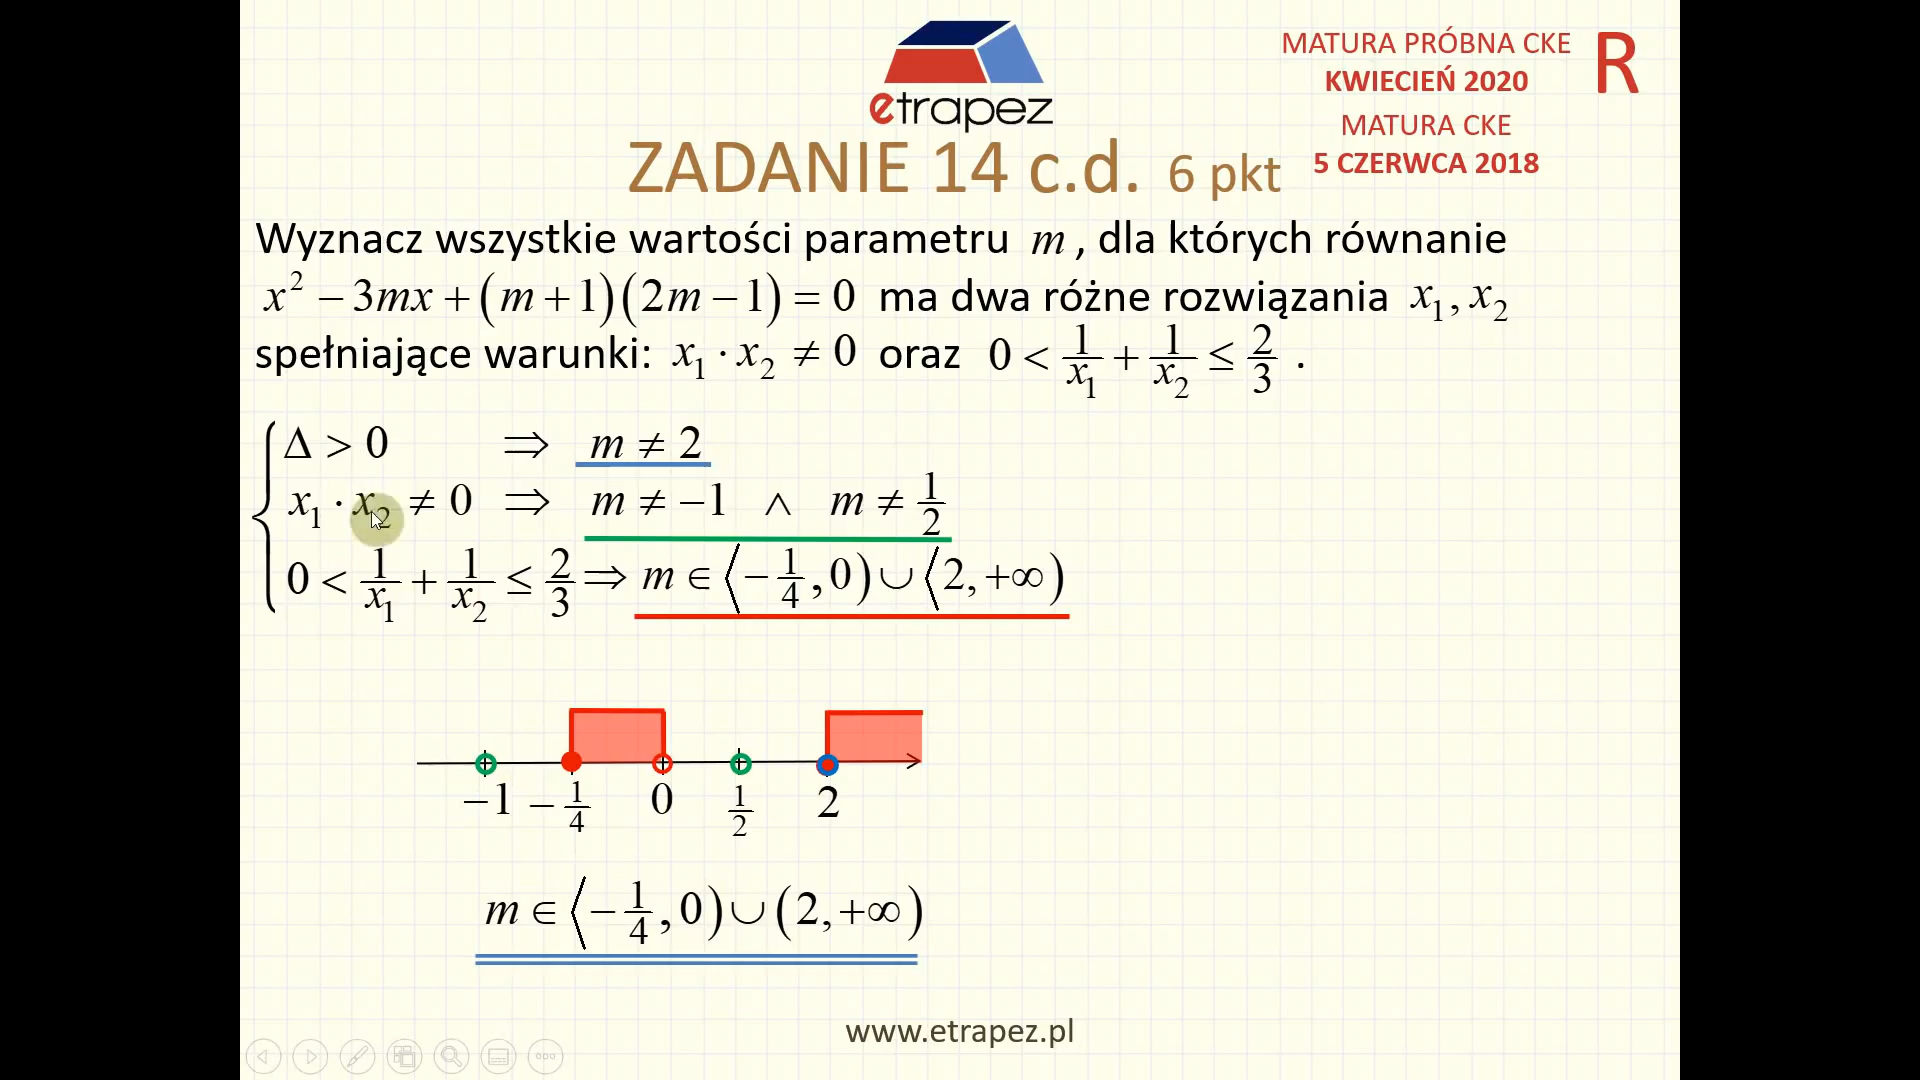 etrapez
MATURA PRÓBNA CKE
KWIECIEŃ 2020
R
MATURA CKE
5 CZERWCA 2018
ZADANIE 14 c.d. 6 pkt
Wyznacz wszystkie wartości parametru m, dla których równanie
x² − 3mx + (m + 1)(2m − 1) = 0 ma dwa różne rozwiązania x₁, x₂
spełniające warunki: x₁ · x₂ ≠ 0 oraz 0 < 1/x₁ + 1/x₂ ≤ 2/3 .
Δ > 0 ⇒ m ≠ 2
x₁ · x₂ ≠ 0 ⇒ m ≠ −1 ∧ m ≠ 1/2
0 < 1/x₁ + 1/x₂ ≤ 2/3 ⇒ m ∈ ⟨−1/4, 0) ∪ ⟨2, +∞)
−1 −1/4 0 1/2 2
m ∈ ⟨−1/4, 0) ∪ (2, +∞)
www.etrapez.pl